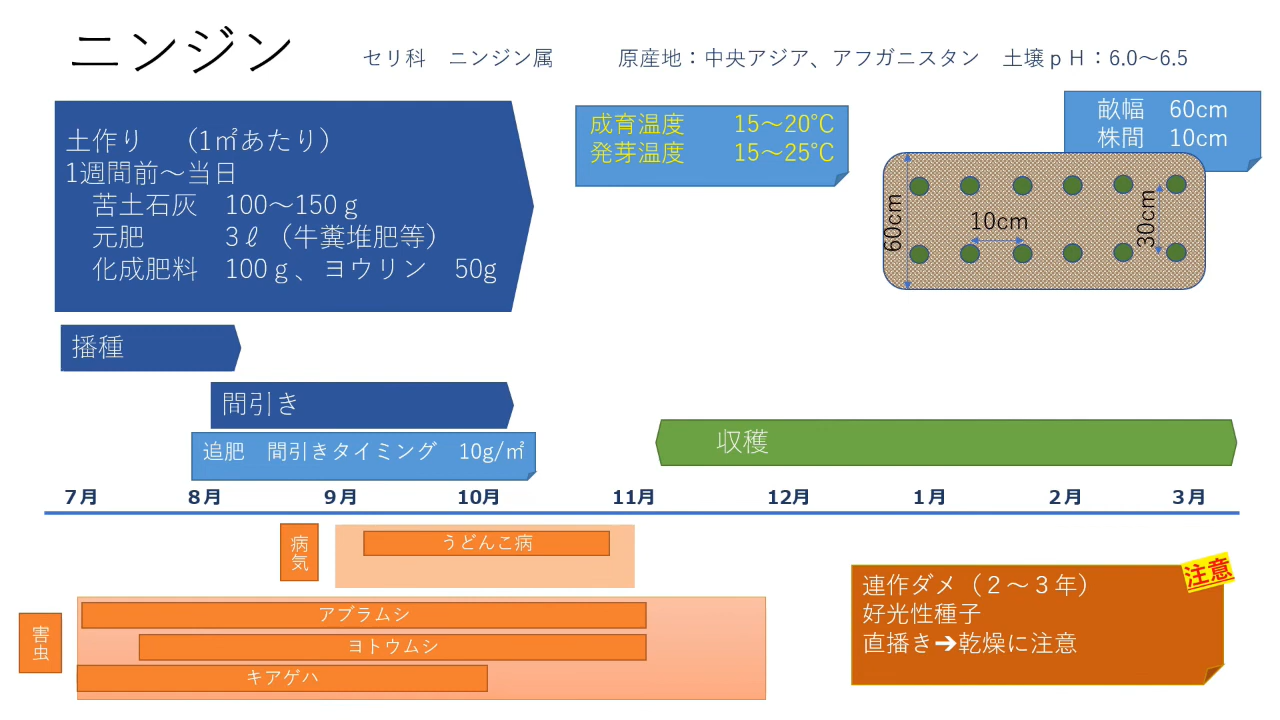 ニンジン
セリ科　ニンジン属　　　原産地：中央アジア、アフガニスタン　土壌ｐＨ：6.0～6.5
土作り　（1㎡あたり）
1週間前～当日
苦土石灰　100～150ｇ
元肥　　　3ℓ（牛糞堆肥等）
化成肥料　100ｇ、ヨウリン　50g
成育温度　　15～20℃
発芽温度　　15～25℃
畝幅　60cm
株間　10cm
60cm
10cm
30cm
播種
間引き
追肥　間引きタイミング　10g/㎡
収穫
7月　8月　9月　10月　11月　12月　1月　2月　3月
病気
うどんこ病
害虫
アブラムシ
ヨトウムシ
キアゲハ
注意
連作ダメ（２～３年）
好光性種子
直播き➔乾燥に注意